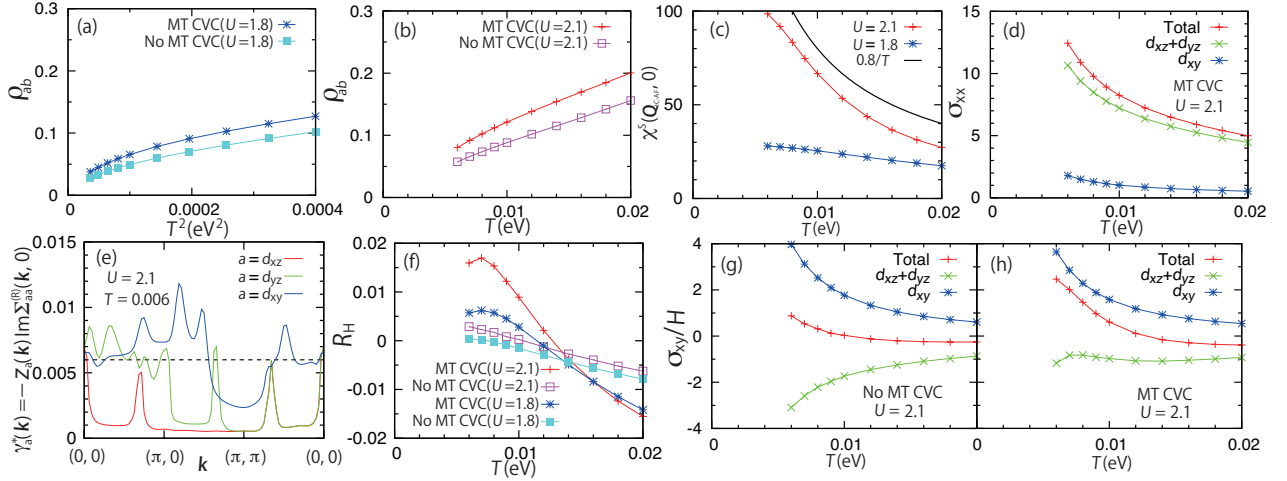 (a)
MT CVC(U=1.8)
No MT CVC(U=1.8)
0.3
0.2
0.1
0
ρab
0
0.0002
0.0004
T²(eV²)
(b)
MT CVC(U=2.1)
No MT CVC(U=2.1)
0.3
0.2
0.1
0
ρab
0
0.01
0.02
T(eV)
(c)
U=2.1
U=1.8
0.8/T
100
50
0
χS(QIC-AF, 0)
0
0.01
0.02
T(eV)
(d)
Total
dxz+dyz
dxy
MT CVC
U=2.1
15
10
5
0
σxx
0
0.01
0.02
T(eV)
(e)
U=2.1
T=0.006
a=dxz
a=dyz
a=dxy
0.015
0.01
0.005
0
γ*a(k)=−Za(k)ImΣaa(R)(k, 0)
(0, 0)
(π, 0)
(π, π)
(0, 0)
k
(f)
0.02
0.01
0
-0.01
-0.02
RH
MT CVC(U=2.1)
No MT CVC(U=2.1)
MT CVC(U=1.8)
No MT CVC(U=1.8)
0
0.01
0.02
T(eV)
(g)
Total
dxz+dyz
dxy
4
2
0
-2
-4
σxy/H
No MT CVC
U=2.1
0
0.01
0
T(eV)
(h)
Total
dxz+dyz
dxy
MT CVC
U=2.1
0.01
0.02
T(eV)